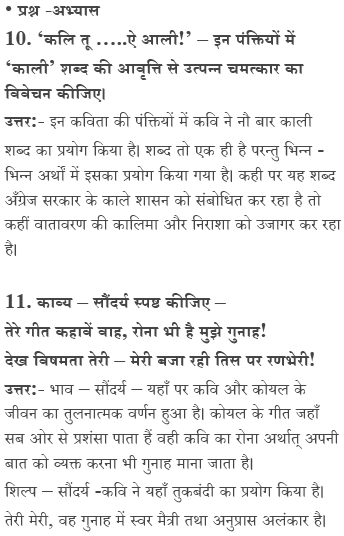 • प्रश्न -अभ्यास
10. ‘कलि तू …..ऐ आली!’ – इन पंक्तियों में
‘काली’ शब्द की आवृत्ति से उत्पन्न चमत्कार का
विवेचन कीजिए।
उत्तर:- इन कविता की पंक्तियों में कवि ने नौ बार काली
शब्द का प्रयोग किया है। शब्द तो एक ही है परन्तु भिन्न -
भिन्न अर्थों में इसका प्रयोग किया गया है। कही पर यह शब्द
अँग्रेज सरकार के काले शासन को संबोधित कर रहा है तो
कहीं वातावरण की कालिमा और निराशा को उजागर कर रहा
है।
11. काव्य – सौंदर्य स्पष्ट कीजिए –
तेरे गीत कहावें वाह, रोना भी है मुझे गुनाह!
देख विषमता तेरी – मेरी बजा रही तिस पर रणभेरी!
उत्तर:- भाव – सौंदर्य – यहाँ पर कवि और कोयल के
जीवन का तुलनात्मक वर्णन हुआ है। कोयल के गीत जहाँ
सब ओर से प्रशंसा पाता हैं वही कवि का रोना अर्थात् अपनी
बात को व्यक्त करना भी गुनाह माना जाता है।
शिल्प – सौंदर्य -कवि ने यहाँ तुकबंदी का प्रयोग किया है।
तेरी मेरी, वह गुनाह में स्वर मैत्री तथा अनुप्रास अलंकार है।